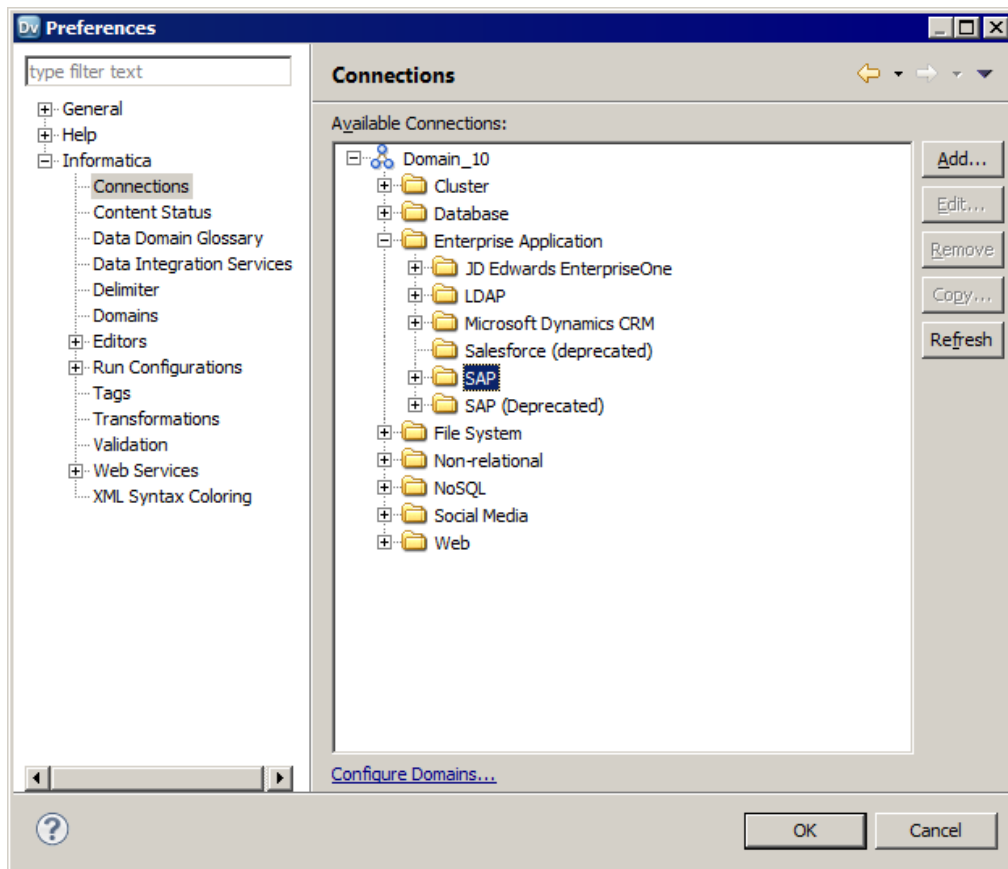 Dv Preferences
type filter text
General
Help
Informatica
Connections
Content Status
Data Domain Glossary
Data Integration Services
Delimiter
Domains
Editors
Run Configurations
Tags
Transformations
Validation
Web Services
XML Syntax Coloring
Connections
Available Connections:
Domain_10
Cluster
Database
Enterprise Application
JD Edwards EnterpriseOne
LDAP
Microsoft Dynamics CRM
Salesforce (deprecated)
SAP
SAP (Deprecated)
File System
Non-relational
NoSQL
Social Media
Web
Add...
Edit...
Remove
Copy...
Refresh
Configure Domains...
?
OK
Cancel